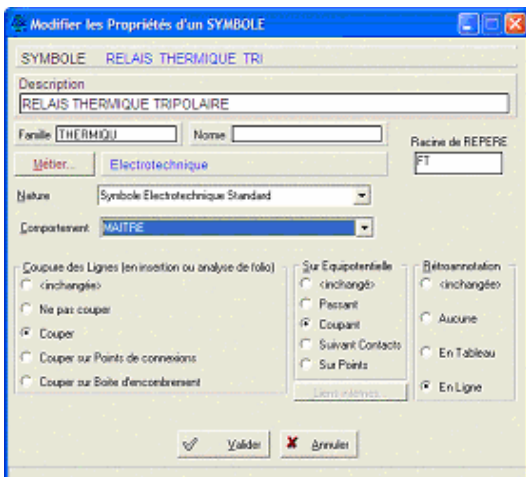 Modifier les Propriétés d'un SYMBOLE
SYMBOLE RELAIS THERMIQUE TRI
Description
RELAIS THERMIQUE TRIPOLAIRE
Famille THERMIQU Norme
Racine de REPERE
FT
Métier... Electrotechnique
Nature Symbole Electrotechnique Standard
Comportement MAITRE
Coupure des Lignes (en insertion ou analyse de folio)
<inchangée>
Ne pas couper
Couper
Couper sur Points de connexions
Couper sur Boite d'encombrement
Sur Equipotentielle
<inchangé>
Passant
Coupant
Suivant Contacts
Sur Points
Liens internes...
Rétroannotation
<inchangée>
Aucune
En Tableau
En Ligne
Valider Annuler